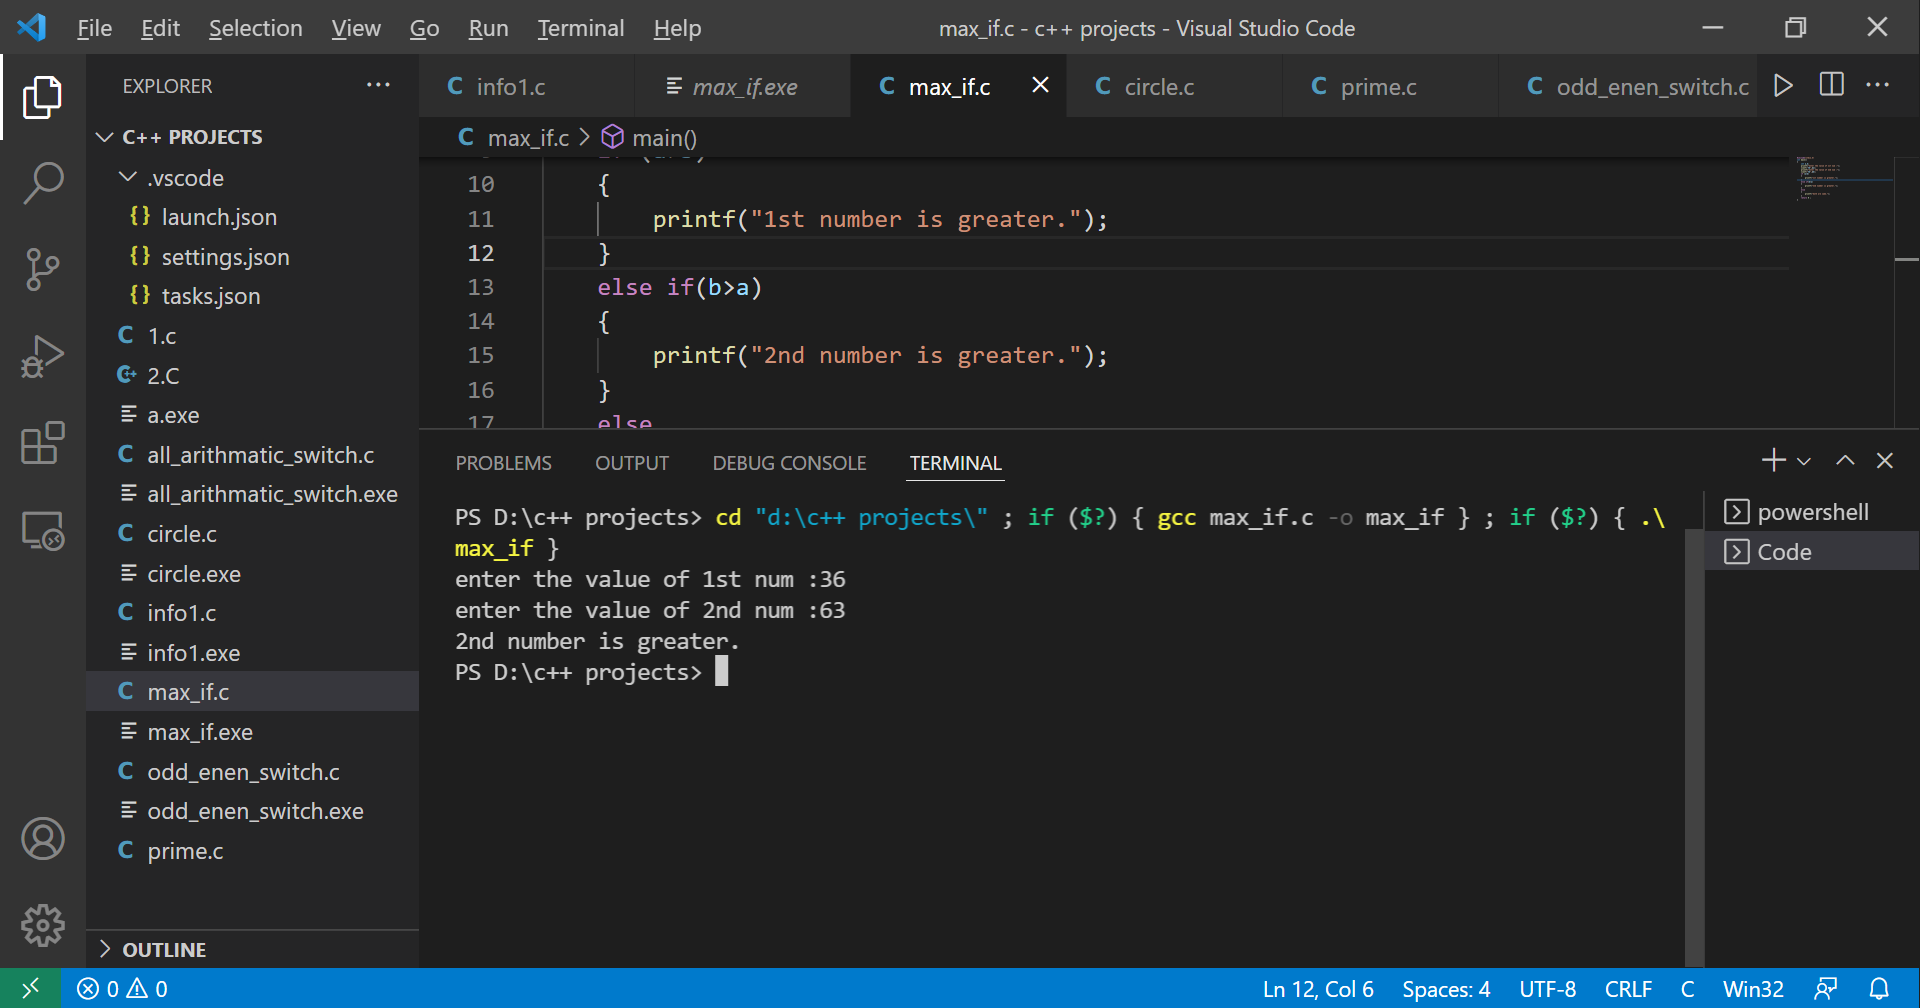 File Edit Selection View Go Run Terminal Help
max_if.c - c++ projects - Visual Studio Code
EXPLORER
C++ PROJECTS
.vscode
{} launch.json
{} settings.json
{} tasks.json
C 1.c
C++ 2.C
a.exe
C all_arithmatic_switch.c
all_arithmatic_switch.exe
C circle.c
circle.exe
C info1.c
info1.exe
C max_if.c
max_if.exe
C odd_enen_switch.c
odd_enen_switch.exe
C prime.c
OUTLINE
C info1.c
max_if.exe
C max_if.c
C circle.c
C prime.c
C odd_enen_switch.c
C max_if.c > main()
10 {
11 printf("1st number is greater.");
12 }
13 else if(b>a)
14 {
15 printf("2nd number is greater.");
16 }
17 else
PROBLEMS OUTPUT DEBUG CONSOLE TERMINAL
PS D:\c++ projects> cd "d:\c++ projects\" ; if ($?) { gcc max_if.c -o max_if } ; if ($?) { .\
max_if }
enter the value of 1st num :36
enter the value of 2nd num :63
2nd number is greater.
PS D:\c++ projects>
powershell
Code
0 0
Ln 12, Col 6 Spaces: 4 UTF-8 CRLF C Win32